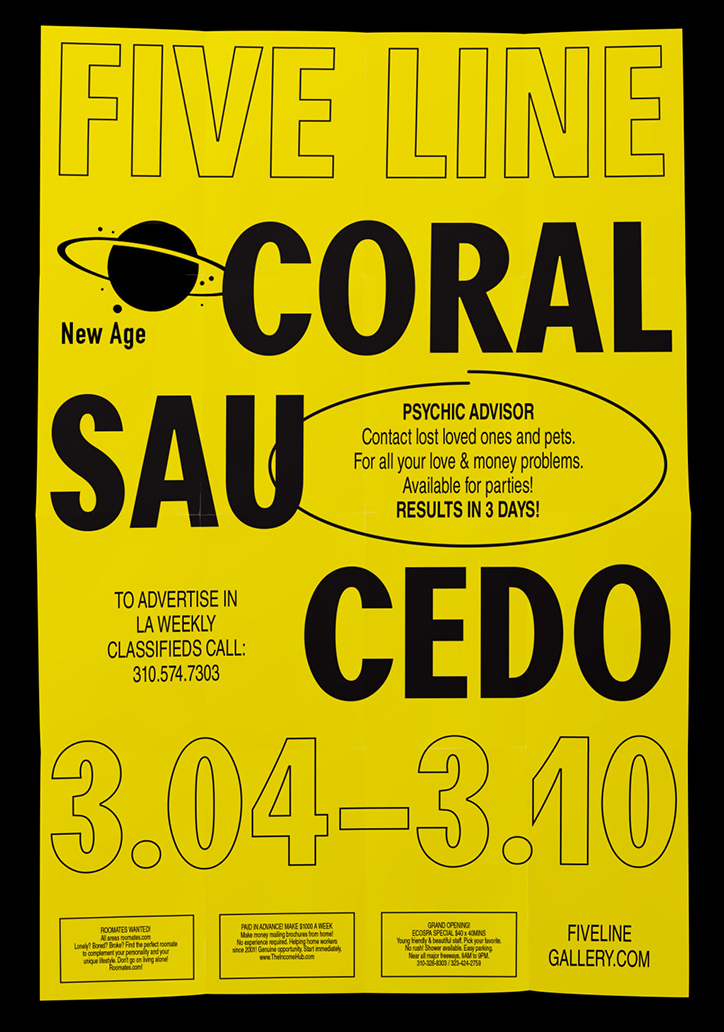 FIVE LINE
CORAL
New Age
SAU
PSYCHIC ADVISOR
Contact lost loved ones and pets.
For all your love & money problems.
Available for parties!
RESULTS IN 3 DAYS!
CEDO
TO ADVERTISE IN
LA WEEKLY
CLASSIFIEDS CALL:
310.574.7303
3.04–3.10
ROOMATES WANTED!
All areas roomates.com
Lonely? Bored? Broke? Find the perfect roomate
to complement your personality and your
unique lifestyle. Don't go on living alone!
Roomates.com!
PAID IN ADVANCE! MAKE $1000 A WEEK
Make money mailing brochures from home!
No experience required. Helping home workers
since 2001! Genuine opportunity. Start immediately.
www.TheIncomeHub.com
GRAND OPENING!
ECOSPA SPECIAL $40 x 40MINS
Young friendly & beautiful staff. Pick your favorite.
No rush! Shower available. Easy parking.
Near all major freeways. 9AM to 9PM.
310-328-8303 / 323-424-2759
FIVELINE
GALLERY.COM